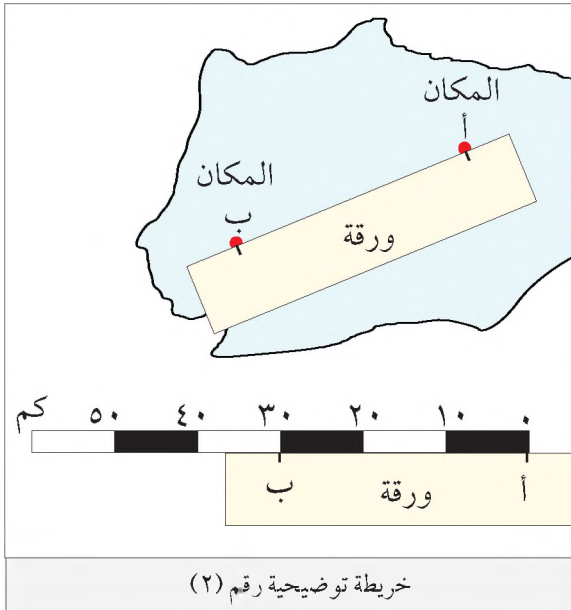 المكان
أ
المكان
ب
ورقة
٠ ١٠ ٢٠ ٣٠ ٤٠ ٥٠ كم
أ ورقة ب
خريطة توضيحية رقم (٢)